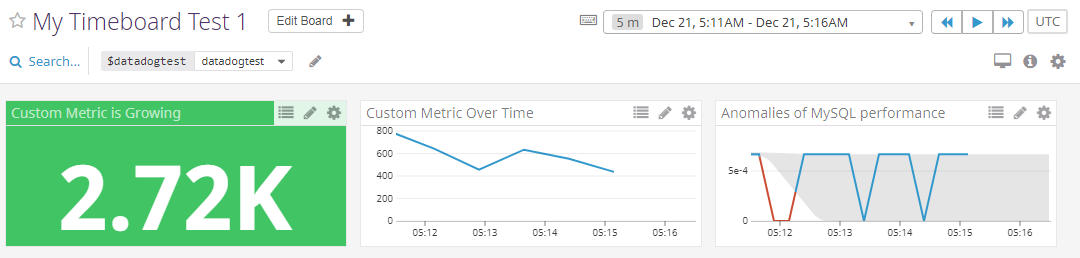 My Timeboard Test 1
Edit Board +
5 m Dec 21, 5:11AM - Dec 21, 5:16AM
UTC
Search...
$datadogtest datadogtest
Custom Metric is Growing
2.72K
Custom Metric Over Time
800
600
400
200
0
05:12 05:13 05:14 05:15 05:16
Anomalies of MySQL performance
5e-4
0
05:12 05:13 05:14 05:15 05:16